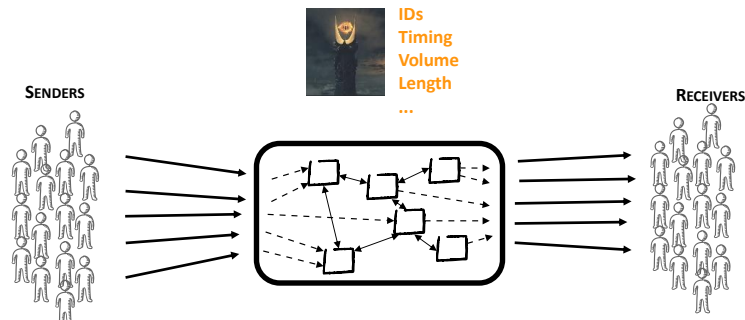 IDs
Timing
Volume
Length
...
SENDERS
RECEIVERS